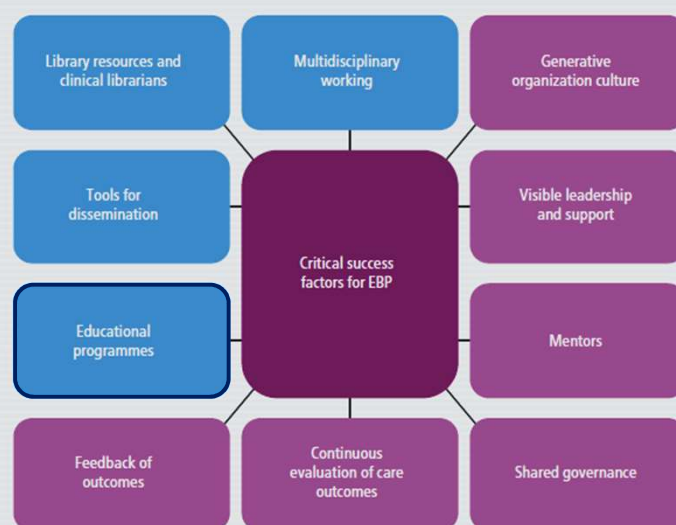 Library resources and
clinical librarians
Multidisciplinary
working
Generative
organization culture
Tools for
dissemination
Critical success
factors for EBP
Visible leadership
and support
Educational
programmes
Mentors
Feedback of
outcomes
Continuous
evaluation of care
outcomes
Shared governance